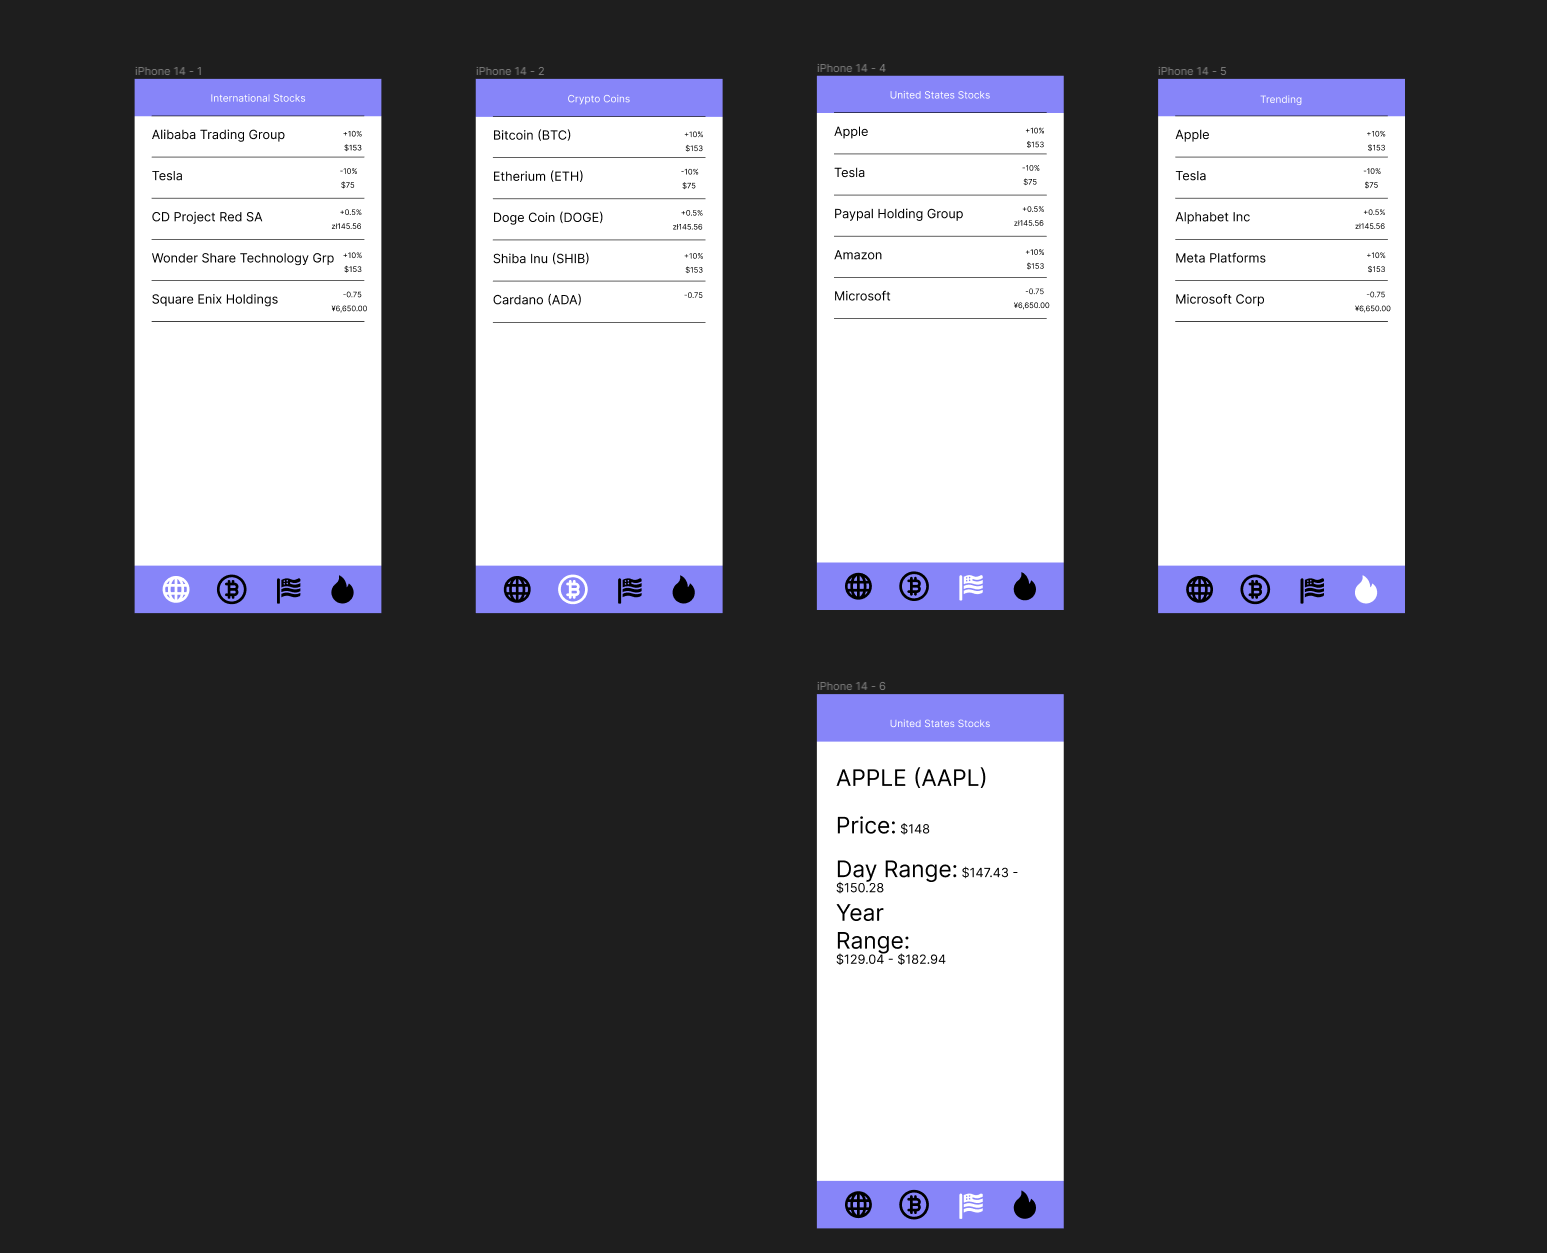 iPhone 14 - 1
International Stocks
Alibaba Trading Group
+10%
$153
Tesla
-10%
$75
CD Project Red SA
+0.5%
zł145.56
Wonder Share Technology Grp
+10%
$153
Square Enix Holdings
-0.75
¥6,650.00
iPhone 14 - 2
Crypto Coins
Bitcoin (BTC)
+10%
$153
Etherium (ETH)
-10%
$75
Doge Coin (DOGE)
+0.5%
zł145.56
Shiba Inu (SHIB)
+10%
$153
Cardano (ADA)
-0.75
iPhone 14 - 4
United States Stocks
Apple
+10%
$153
Tesla
-10%
$75
Paypal Holding Group
+0.5%
zł145.56
Amazon
+10%
$153
Microsoft
-0.75
¥6,650.00
iPhone 14 - 5
Trending
Apple
+10%
$153
Tesla
-10%
$75
Alphabet Inc
+0.5%
zł145.56
Meta Platforms
+10%
$153
Microsoft Corp
-0.75
¥6,650.00
iPhone 14 - 6
United States Stocks
APPLE (AAPL)
Price: $148
Day Range: $147.43 -
$150.28
Year
Range:
$129.04 - $182.94